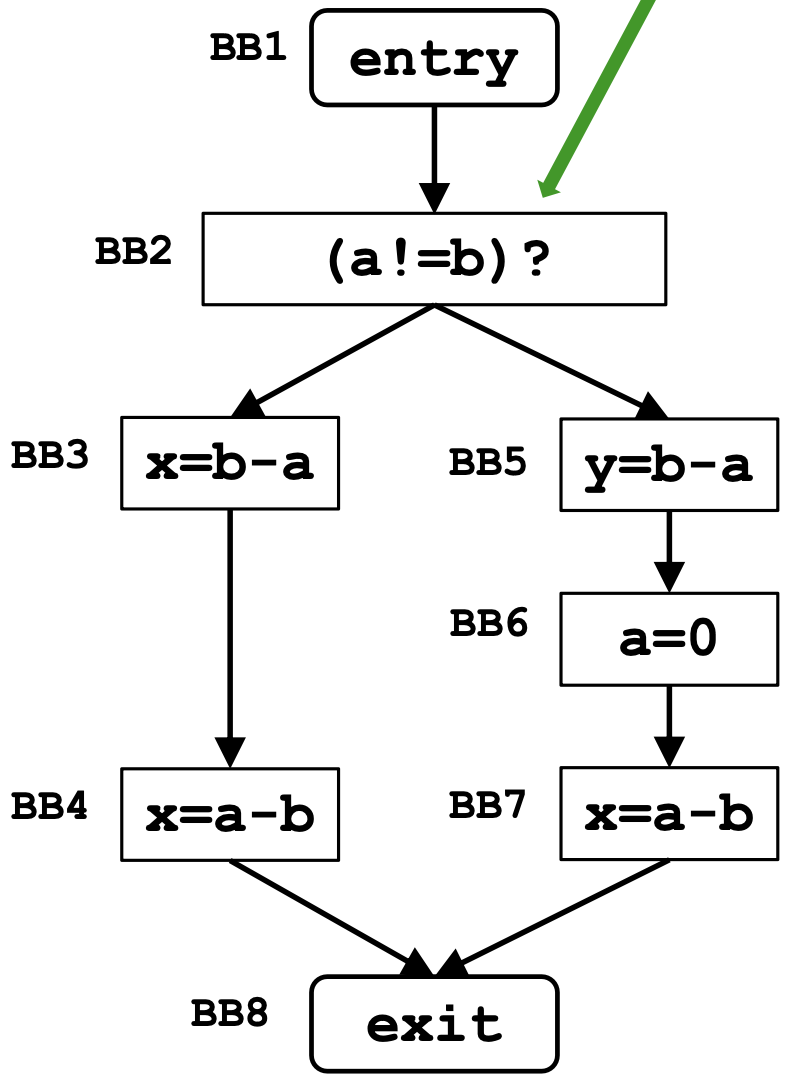 BB1 entry
BB2 (a!=b)?
BB3 x=b-a
BB5 y=b-a
BB6 a=0
BB4 x=a-b
BB7 x=a-b
BB8 exit